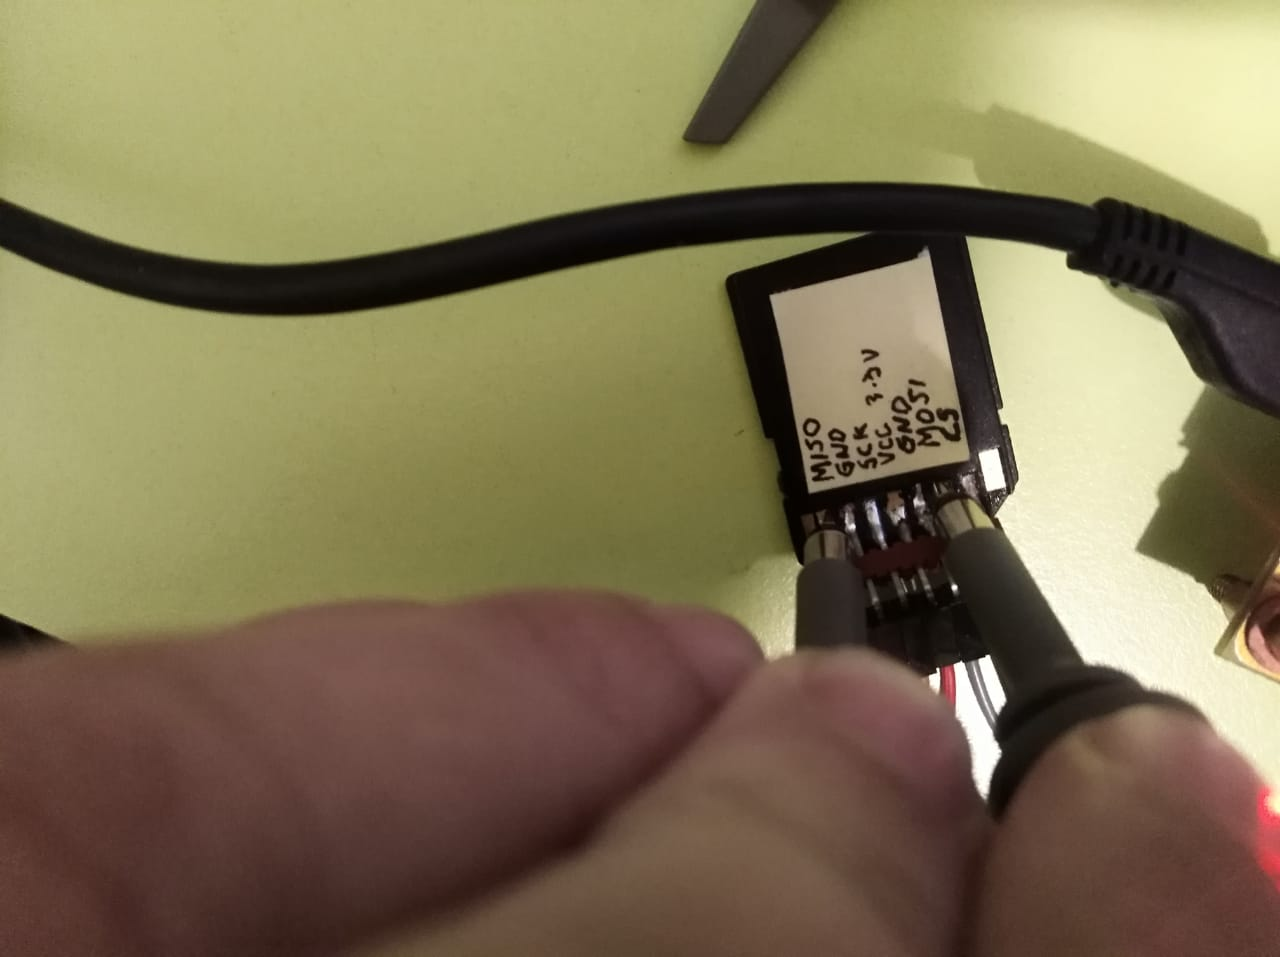 MISO
GND
SCK
VCC 3.3V
GND
MOSI
CS